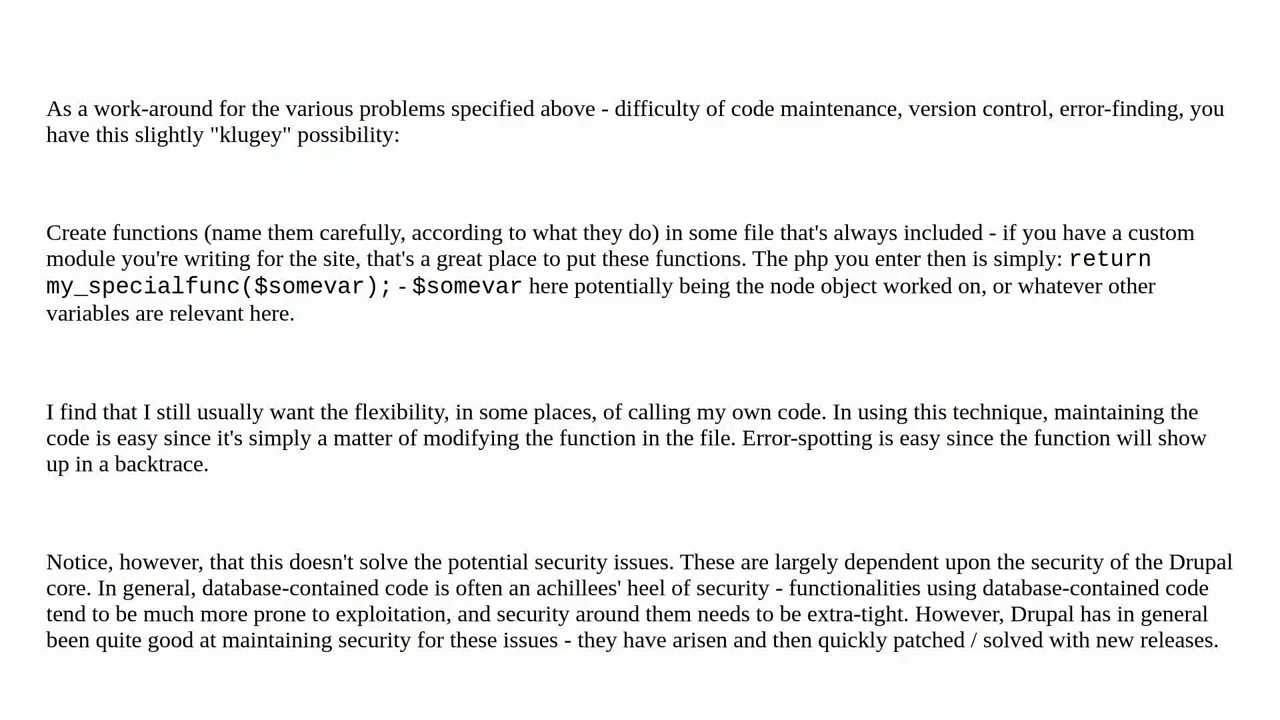 As a work-around for the various problems specified above - difficulty of code maintenance, version control, error-finding, you
have this slightly "klugey" possibility:
Create functions (name them carefully, according to what they do) in some file that's always included - if you have a custom
module you're writing for the site, that's a great place to put these functions. The php you enter then is simply: return
my_specialfunc($somevar); - $somevar here potentially being the node object worked on, or whatever other
variables are relevant here.
I find that I still usually want the flexibility, in some places, of calling my own code. In using this technique, maintaining the
code is easy since it's simply a matter of modifying the function in the file. Error-spotting is easy since the function will show
up in a backtrace.
Notice, however, that this doesn't solve the potential security issues. These are largely dependent upon the security of the Drupal
core. In general, database-contained code is often an achillees' heel of security - functionalities using database-contained code
tend to be much more prone to exploitation, and security around them needs to be extra-tight. However, Drupal has in general
been quite good at maintaining security for these issues - they have arisen and then quickly patched / solved with new releases.